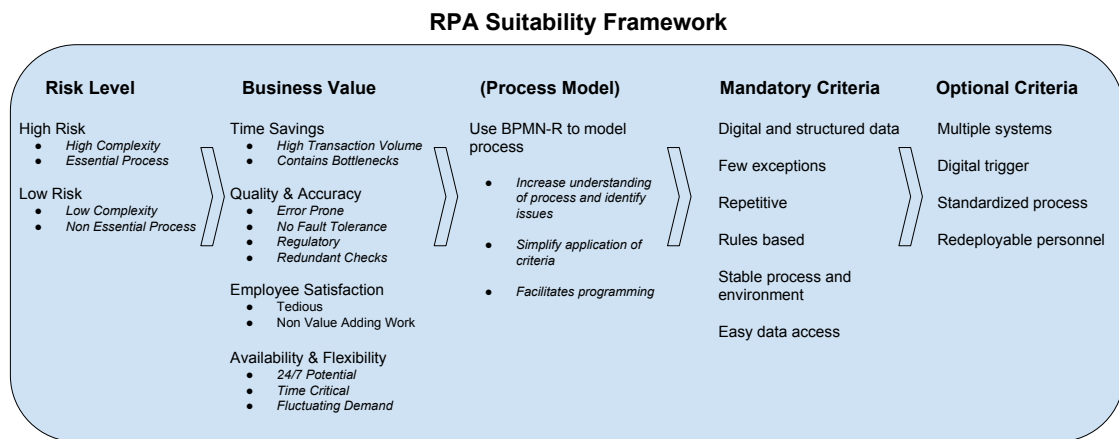 RPA Suitability Framework
Risk Level
High Risk
● High Complexity
● Essential Process
Low Risk
● Low Complexity
● Non Essential Process
Business Value
Time Savings
● High Transaction Volume
● Contains Bottlenecks
Quality & Accuracy
● Error Prone
● No Fault Tolerance
● Regulatory
● Redundant Checks
Employee Satisfaction
● Tedious
● Non Value Adding Work
Availability & Flexibility
● 24/7 Potential
● Time Critical
● Fluctuating Demand
(Process Model)
Use BPMN-R to model
process
● Increase understanding
of process and identify
issues
● Simplify application of
criteria
● Facilitates programming
Mandatory Criteria
Digital and structured data
Few exceptions
Repetitive
Rules based
Stable process and
environment
Easy data access
Optional Criteria
Multiple systems
Digital trigger
Standardized process
Redeployable personnel